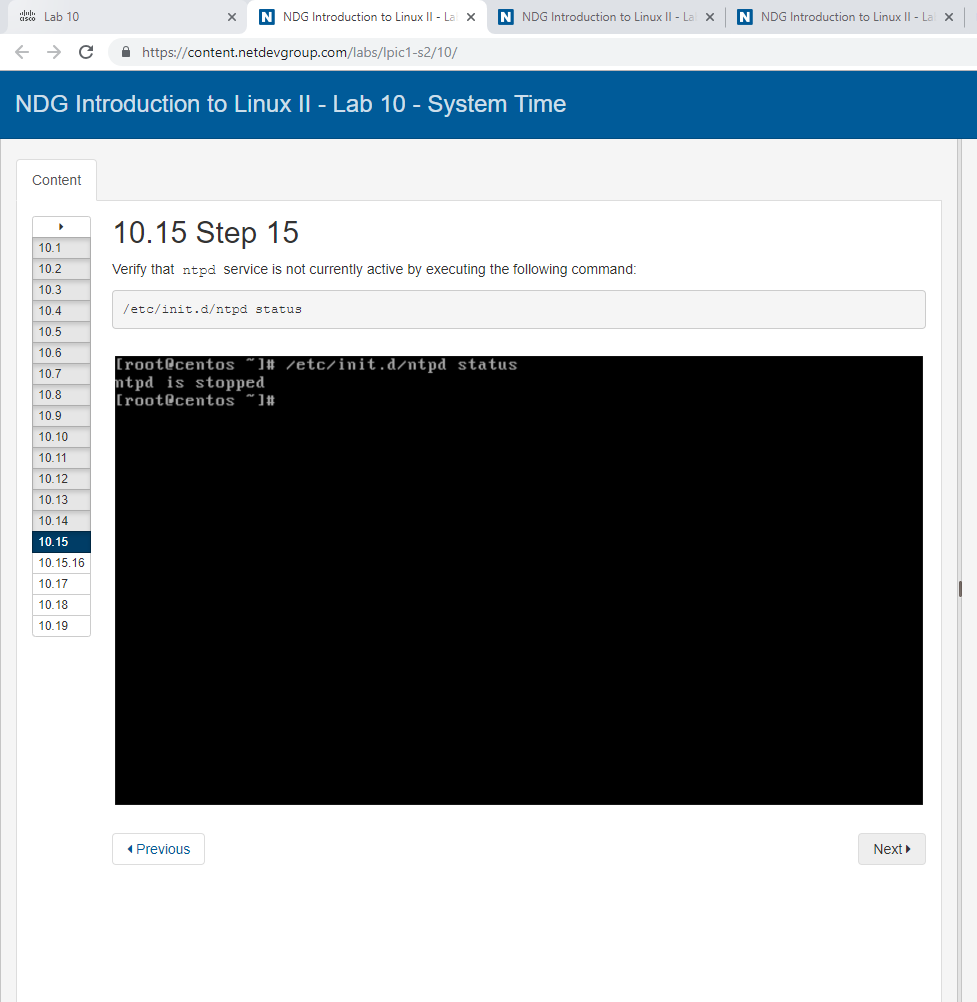 Lab 10
NDG Introduction to Linux II - La
NDG Introduction to Linux II - La
NDG Introduction to Linux II - La
https://content.netdevgroup.com/labs/lpic1-s2/10/
NDG Introduction to Linux II - Lab 10 - System Time
Content
10.1
10.2
10.3
10.4
10.5
10.6
10.7
10.8
10.9
10.10
10.11
10.12
10.13
10.14
10.15
10.15.16
10.17
10.18
10.19
10.15 Step 15
Verify that ntpd service is not currently active by executing the following command:
/etc/init.d/ntpd status
[root@centos ~]# /etc/init.d/ntpd status
ntpd is stopped
[root@centos ~]#
Previous
Next